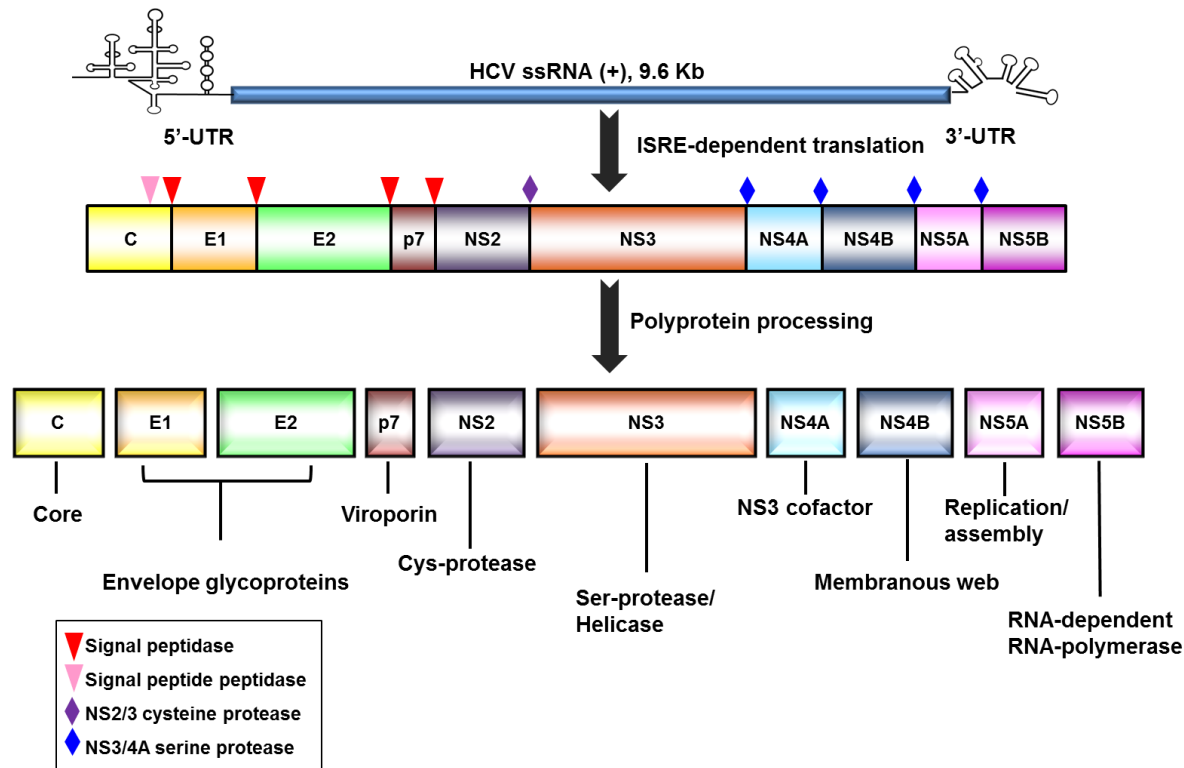 HCV ssRNA (+), 9.6 Kb
5’-UTR
3’-UTR
ISRE-dependent translation
C E1 E2 p7 NS2 NS3 NS4A NS4B NS5A NS5B
Polyprotein processing
C E1 E2 p7 NS2 NS3 NS4A NS4B NS5A NS5B
Core
Envelope glycoproteins
Viroporin
Cys-protease
Ser-protease/
Helicase
NS3 cofactor
Membranous web
Replication/
assembly
RNA-dependent
RNA-polymerase
Signal peptidase
Signal peptide peptidase
NS2/3 cysteine protease
NS3/4A serine protease